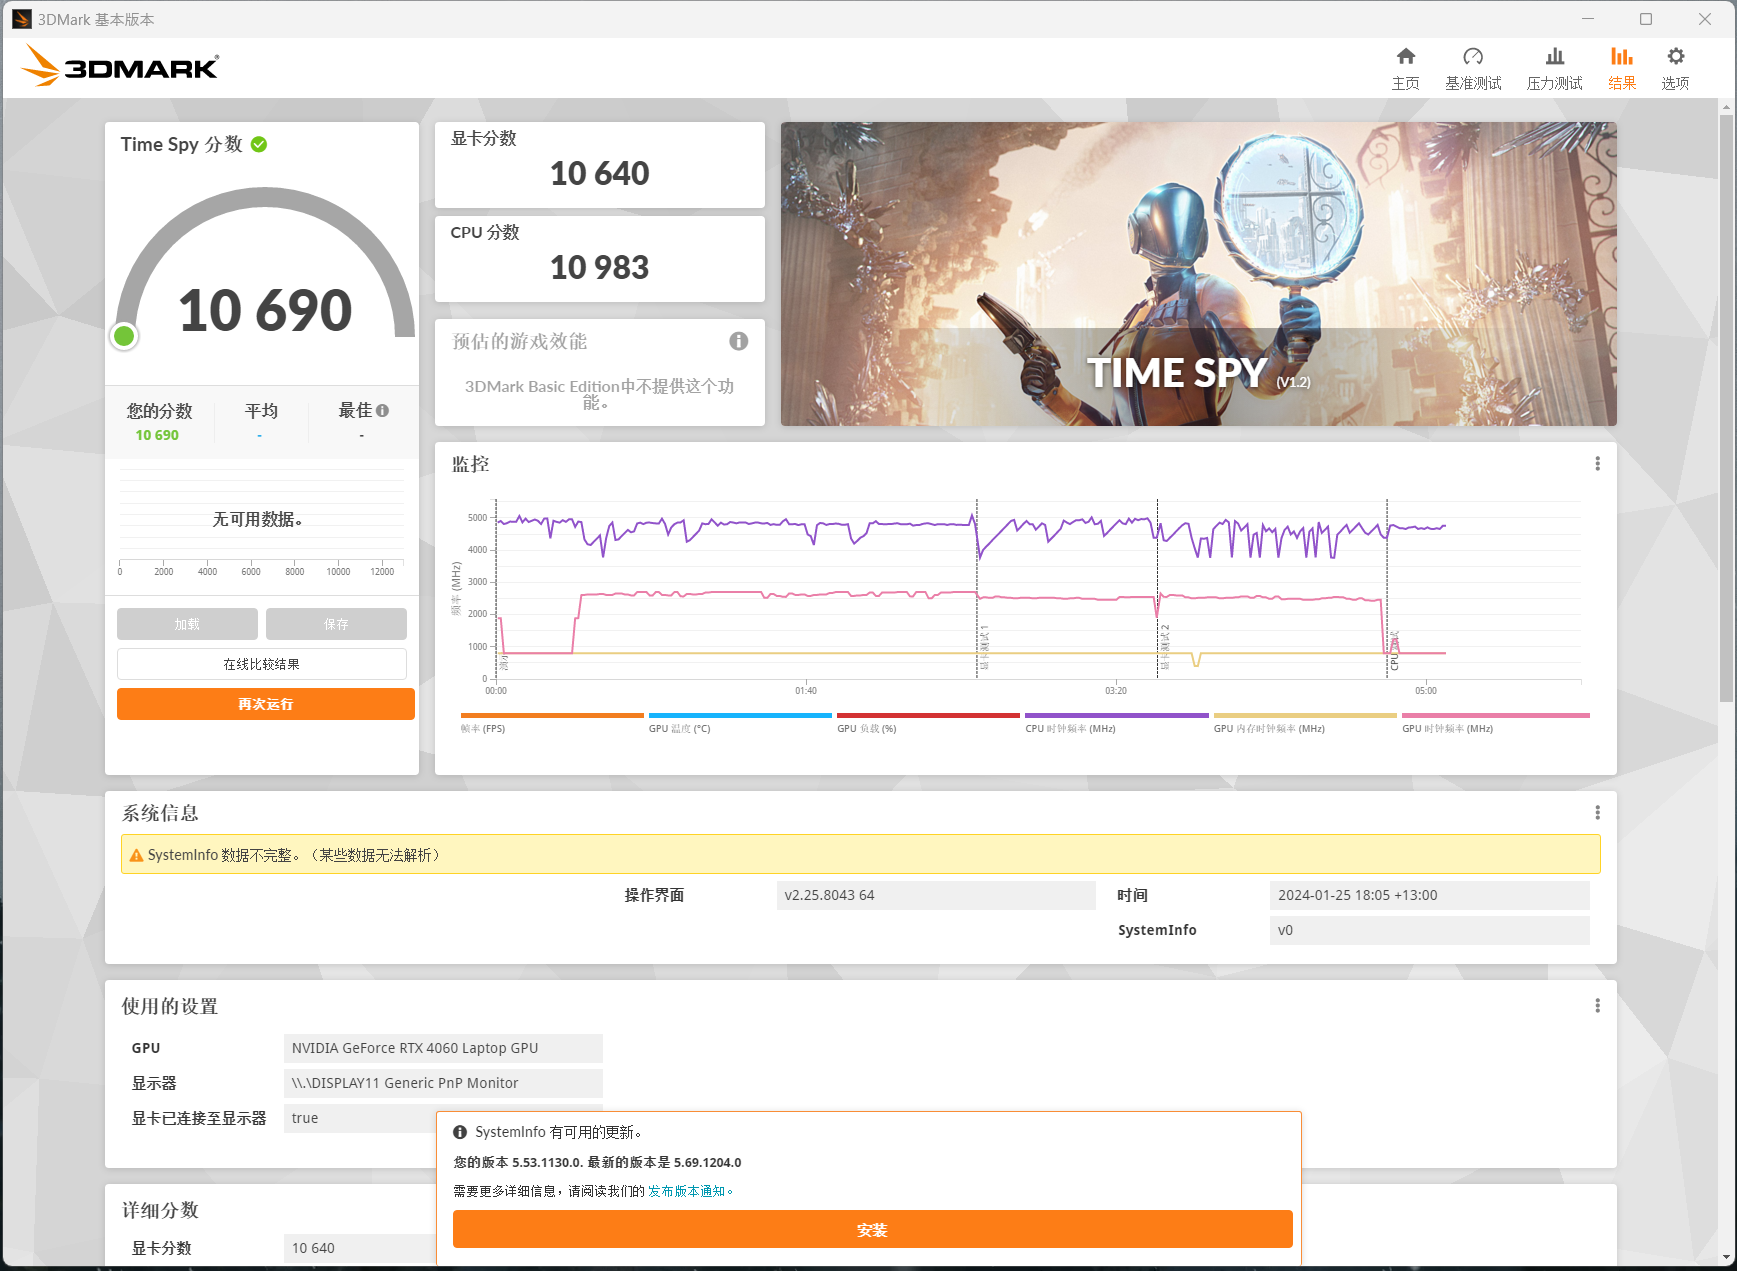 3DMark 基本版本
3DMARK
主页
基准测试
压力测试
结果
选项
Time Spy 分数
10 690
您的分数
10 690
平均
-
最佳
-
无可用数据。
0 2000 4000 6000 8000 10000 12000
加载
保存
在线比较结果
再次运行
显卡分数
10 640
CPU 分数
10 983
预估的游戏效能
3DMark Basic Edition中不提供这个功
能。
TIME SPY (V1.2)
监控
频率 (MHz)
5000
4000
3000
2000
1000
0
00:00 01:40 03:20 05:00
显卡测试 1
显卡测试 2
CPU 测试
帧率 (FPS)
GPU 温度 (°C)
GPU 负载 (%)
CPU 时钟频率 (MHz)
GPU 内存时钟频率 (MHz)
GPU 时钟频率 (MHz)
系统信息
SystemInfo 数据不完整。（某些数据无法解析）
操作界面 v2.25.8043 64
时间 2024-01-25 18:05 +13:00
SystemInfo v0
使用的设置
GPU NVIDIA GeForce RTX 4060 Laptop GPU
显示器 \\.\DISPLAY11 Generic PnP Monitor
显卡已连接至显示器 true
SystemInfo 有可用的更新。
您的版本 5.53.1130.0. 最新的版本是 5.69.1204.0
需要更多详细信息，请阅读我们的 发布版本通知。
安装
详细分数
显卡分数 10 640